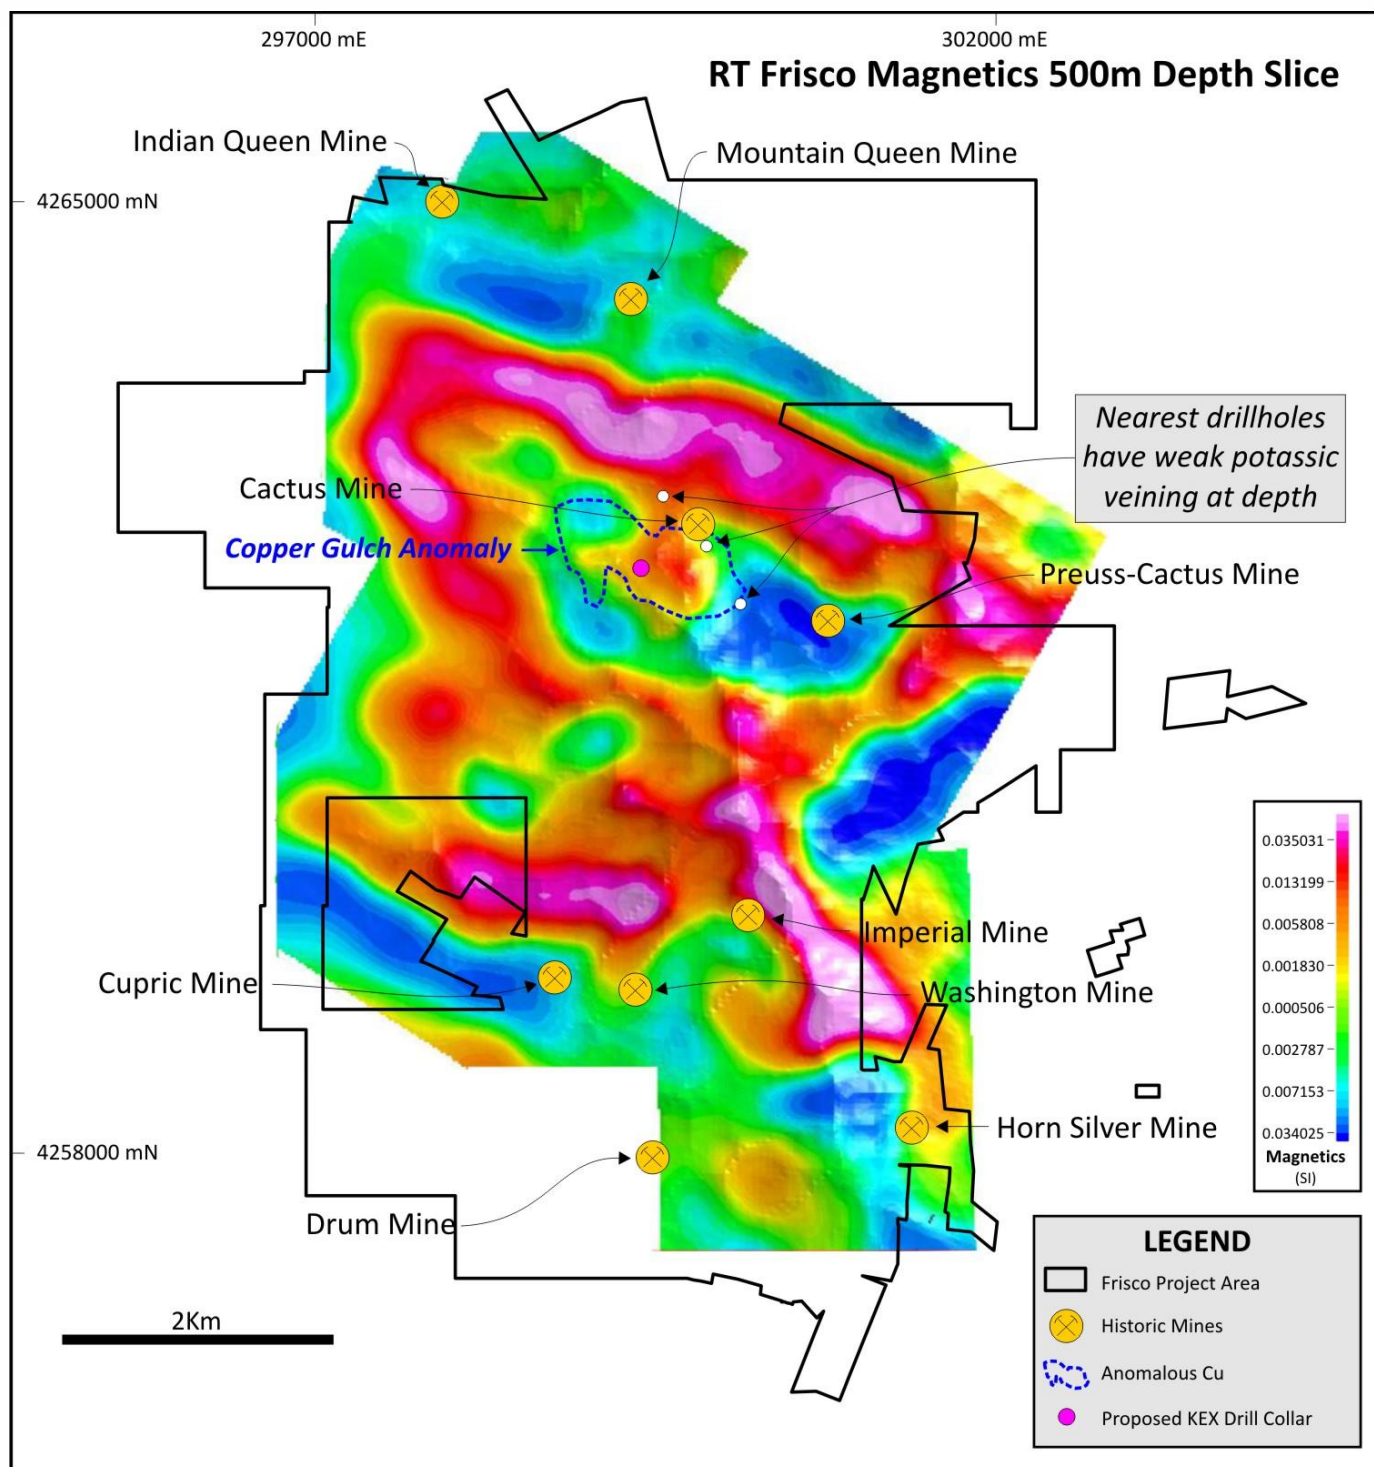 297000 mE
302000 mE
RT Frisco Magnetics 500m Depth Slice
Indian Queen Mine
Mountain Queen Mine
4265000 mN
Nearest drillholes
have weak potassic
veining at depth
Cactus Mine
Copper Gulch Anomaly
Preuss-Cactus Mine
0.035031
0.013199
0.005808
0.001830
0.000506
0.002787
0.007153
0.034025
Magnetics
(SI)
Imperial Mine
Cupric Mine
Washington Mine
Horn Silver Mine
4258000 mN
Drum Mine
2Km
LEGEND
Frisco Project Area
Historic Mines
Anomalous Cu
Proposed KEX Drill Collar